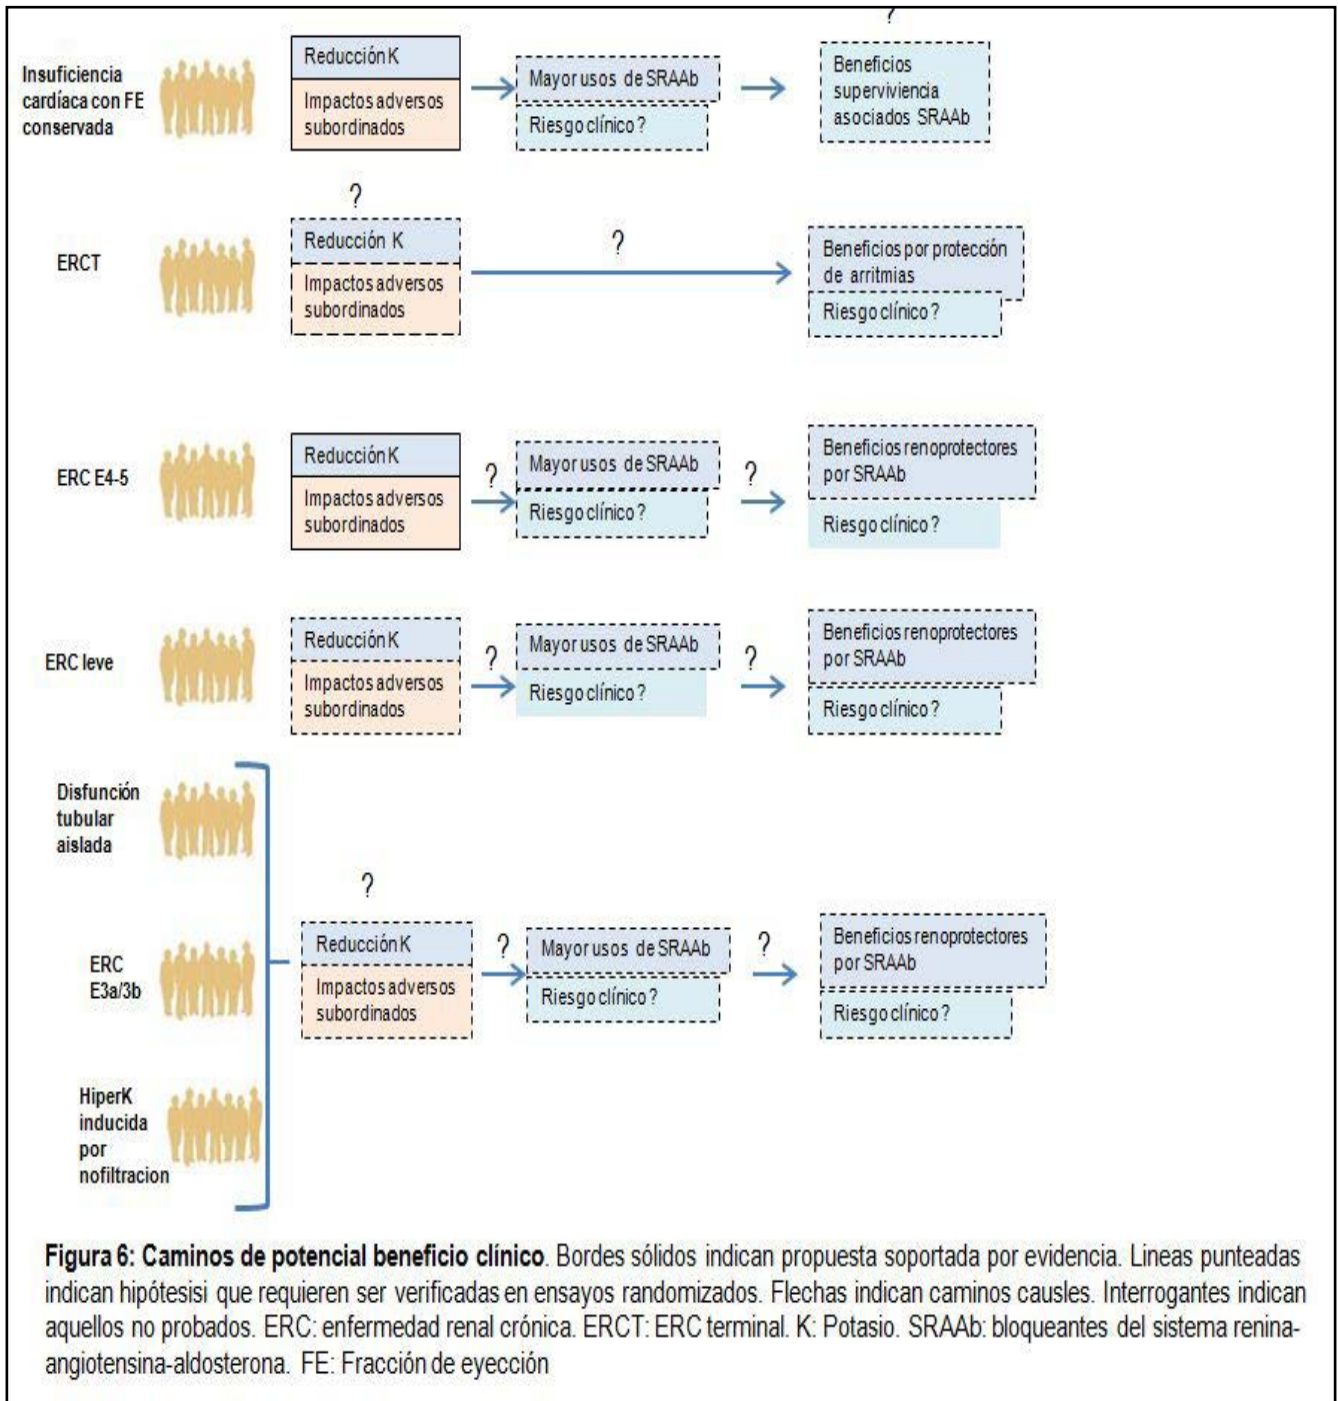 ?
Insuficiencia
cardíaca con FE
conservada
Reducción K
Impactos adversos
subordinados
Mayor usos de SRAAb
Riesgo clínico ?
Beneficios
superviviencia
asociados SRAAb
?
ERCT
Reducción K
Impactos adversos
subordinados
?
Beneficios por protección
de arritmias
Riesgo clínico ?
ERC E4-5
Reducción K
Impactos adversos
subordinados
?
Mayor usos de SRAAb
Riesgo clínico ?
?
Beneficios renoprotectores
por SRAAb
Riesgo clínico ?
ERC leve
Reducción K
Impactos adversos
subordinados
?
Mayor usos de SRAAb
Riesgo clínico ?
?
Beneficios renoprotectores
por SRAAb
Riesgo clínico ?
Disfunción
tubular
aislada
ERC
E3a/3b
HiperK
inducida
por
nofiltracion
?
Reducción K
Impactos adversos
subordinados
?
Mayor usos de SRAAb
Riesgo clínico ?
?
Beneficios renoprotectores
por SRAAb
Riesgo clínico ?
Figura 6: Caminos de potencial beneficio clínico. Bordes sólidos indican propuesta soportada por evidencia. Lineas punteadas
indican hipótesisi que requieren ser verificadas en ensayos randomizados. Flechas indican caminos causles. Interrogantes indican
aquellos no probados. ERC: enfermedad renal crónica. ERCT: ERC terminal. K: Potasio. SRAAb: bloqueantes del sistema renina-
angiotensina-aldosterona. FE: Fracción de eyección